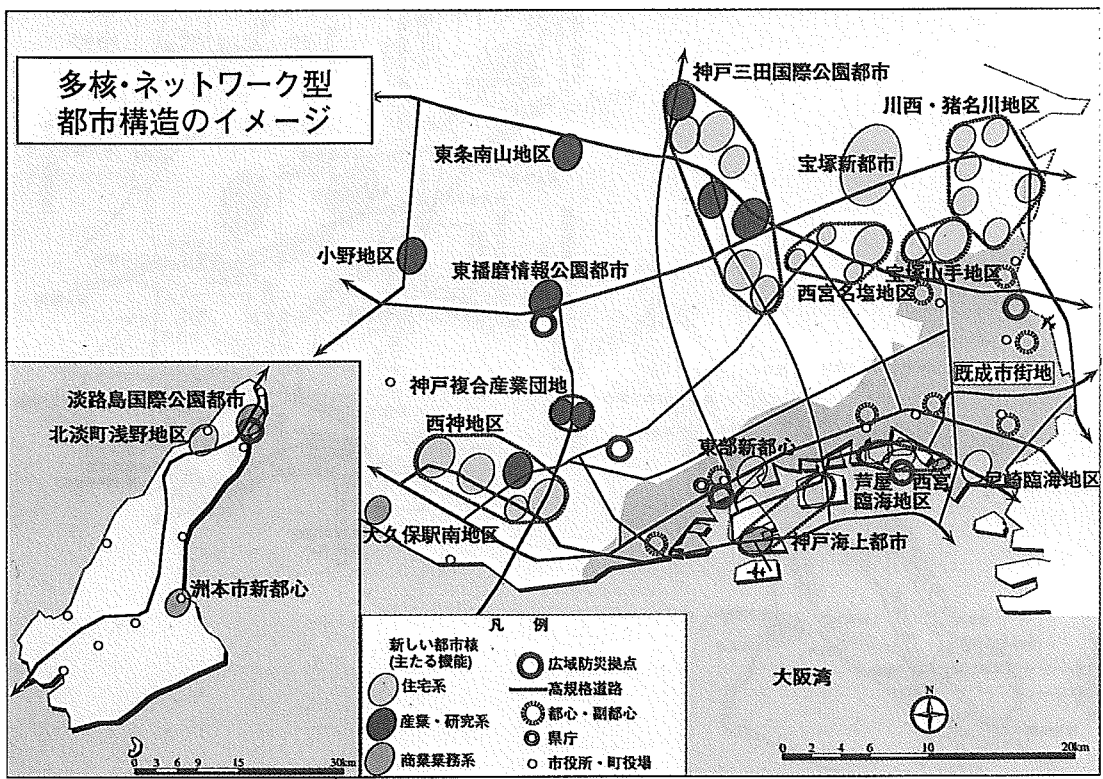 多核・ネットワーク型
都市構造のイメージ
神戸三田国際公園都市
川西・猪名川地区
東条南山地区
宝塚新都市
小野地区
東播磨情報公園都市
宝塚山手地区
西宮名塩地区
既成市街地
神戸複合産業団地
西神地区
東部新都心
芦屋・西宮
臨海地区
尼崎臨海地区
大久保駅南地区
神戸海上都市
淡路島国際公園都市
北淡町浅野地区
洲本市新都心
0 3 6 9 15 30km
凡 例
新しい都市核
(主たる機能)
住宅系
産業・研究系
商業業務系
広域防災拠点
高規格道路
都心・副都心
県庁
市役所・町役場
大阪湾
N
0 2 4 6 10 20km